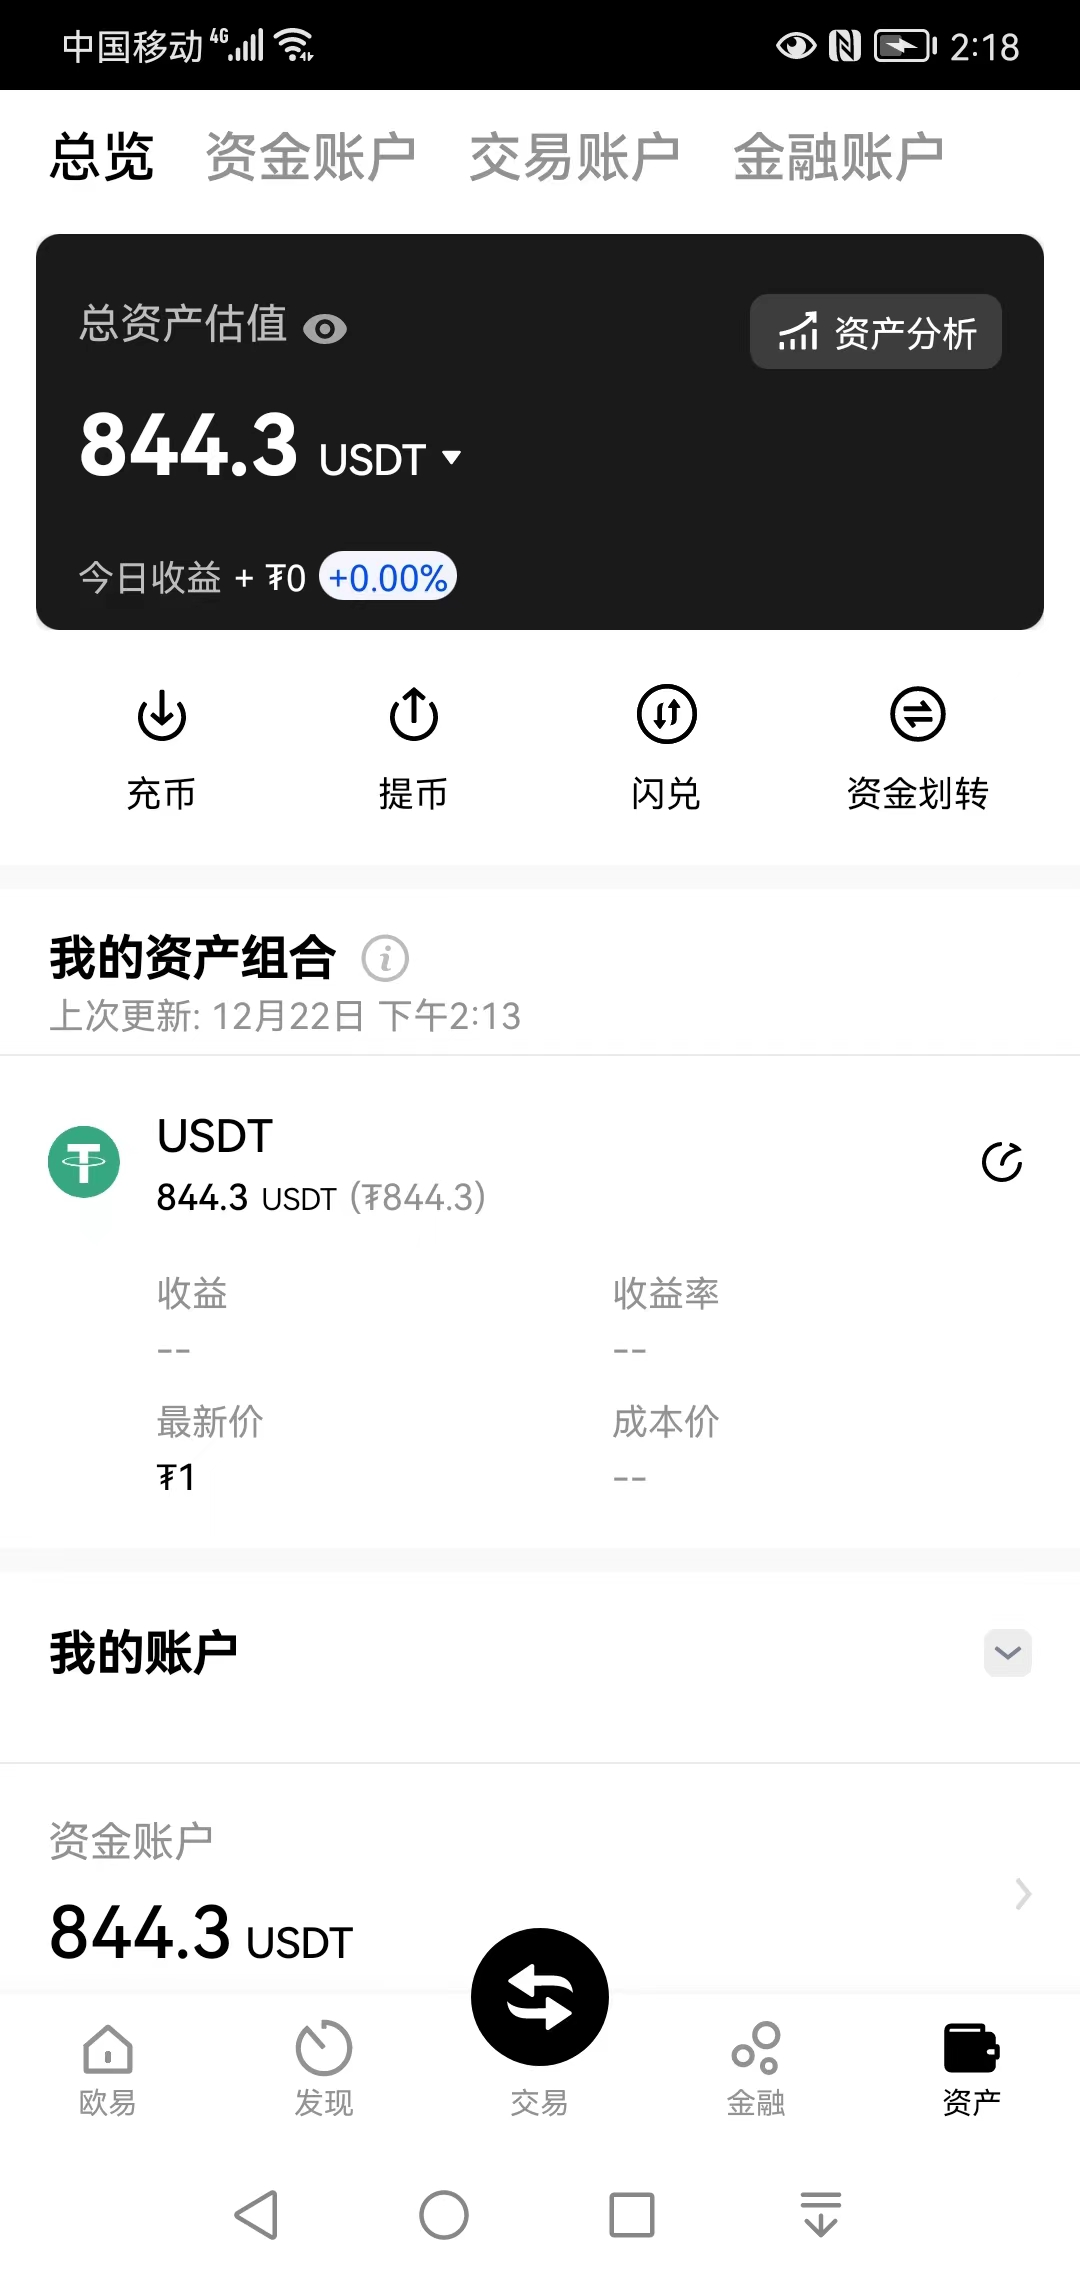 中国移动 4G 2:18
总览 资金账户 交易账户 金融账户
总资产估值 资产分析
844.3 USDT
今日收益 + ₮0 +0.00%
充币 提币 闪兑 资金划转
我的资产组合
上次更新: 12月22日 下午2:13
USDT
844.3 USDT (₮844.3)
收益 收益率
-- --
最新价 成本价
₮1 --
我的账户
资金账户
844.3 USDT
欧易 发现 交易 金融 资产